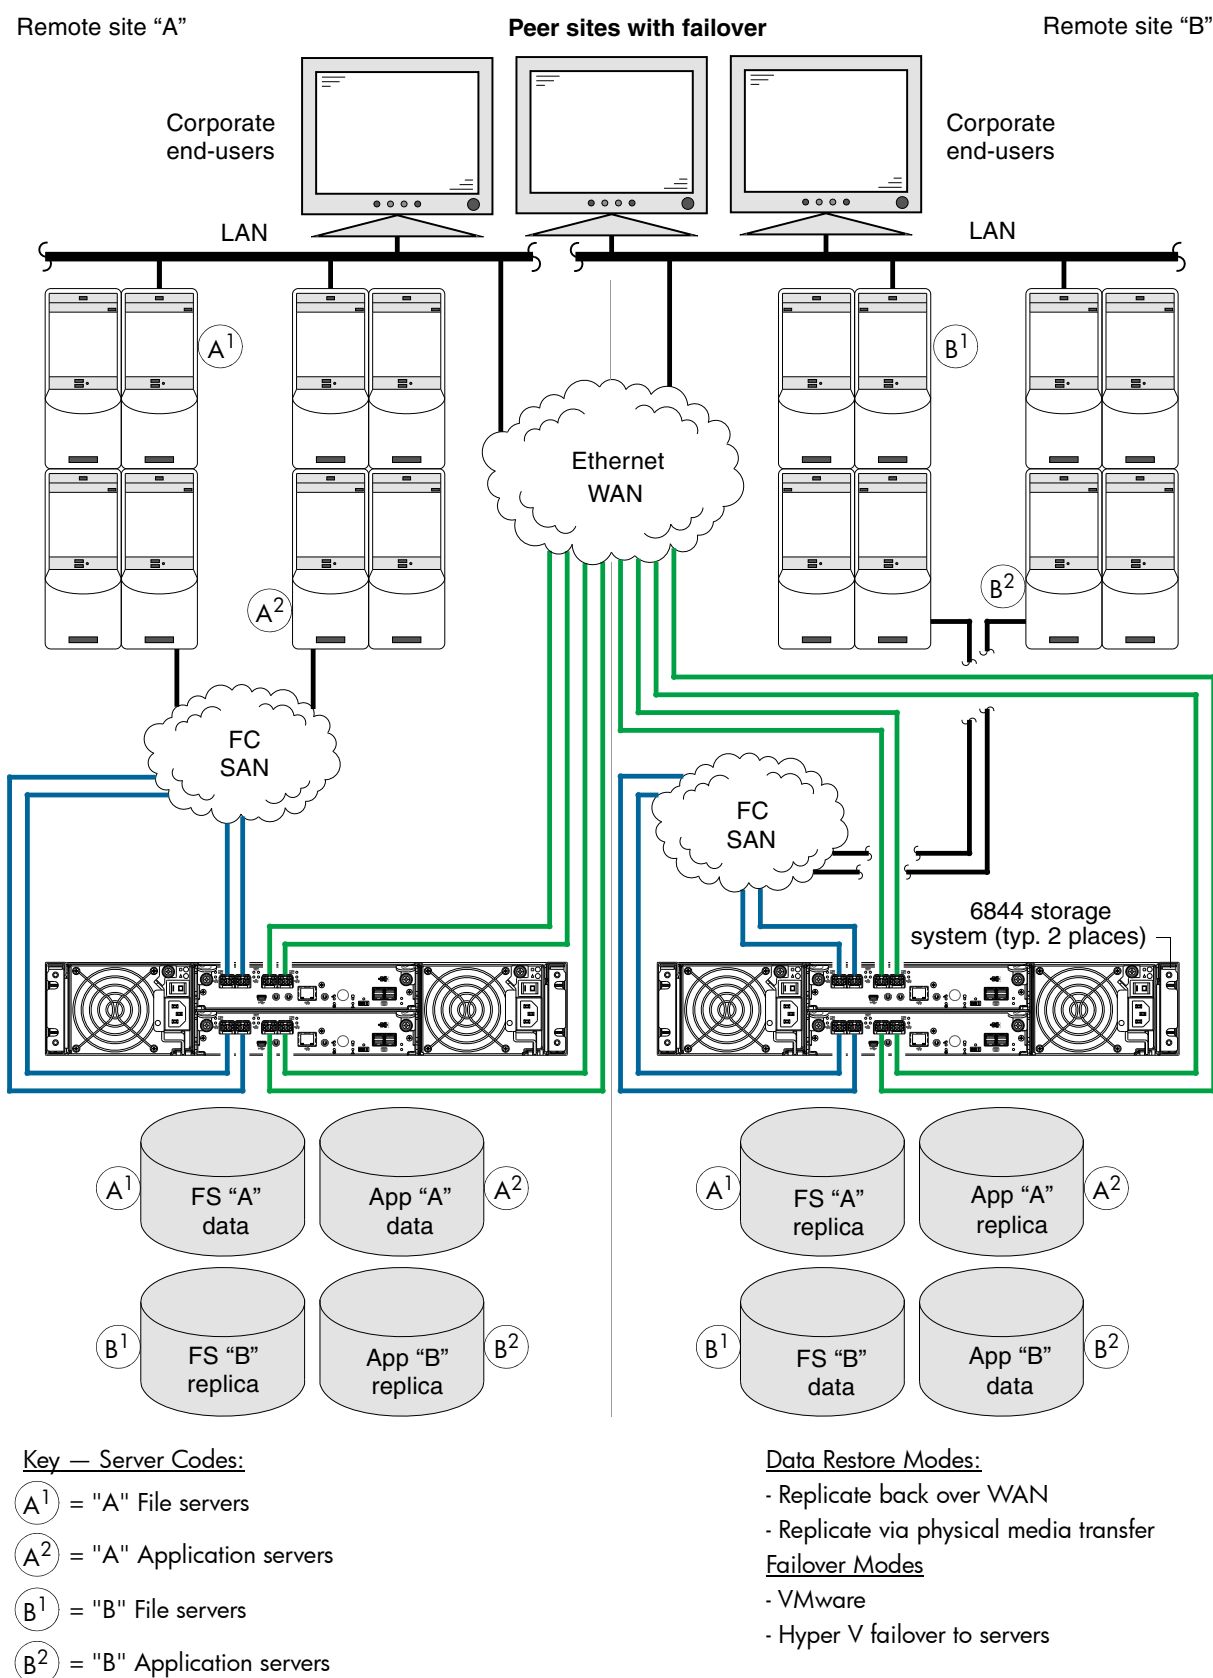 Remote site “A”
Peer sites with failover
Remote site “B”
Corporate
end-users
Corporate
end-users
LAN
LAN
A1
B1
Ethernet
WAN
A2
B2
FC
SAN
FC
SAN
6844 storage
system (typ. 2 places)
A1
FS “A”
data
App “A”
data
A2
A1
FS “A”
replica
App “A”
replica
A2
B1
FS “B”
replica
App “B”
replica
B2
B1
FS “B”
data
App “B”
data
B2
Key — Server Codes:
A1 = "A" File servers
A2 = "A" Application servers
B1 = "B" File servers
B2 = "B" Application servers
Data Restore Modes:
- Replicate back over WAN
- Replicate via physical media transfer
Failover Modes
- VMware
- Hyper V failover to servers